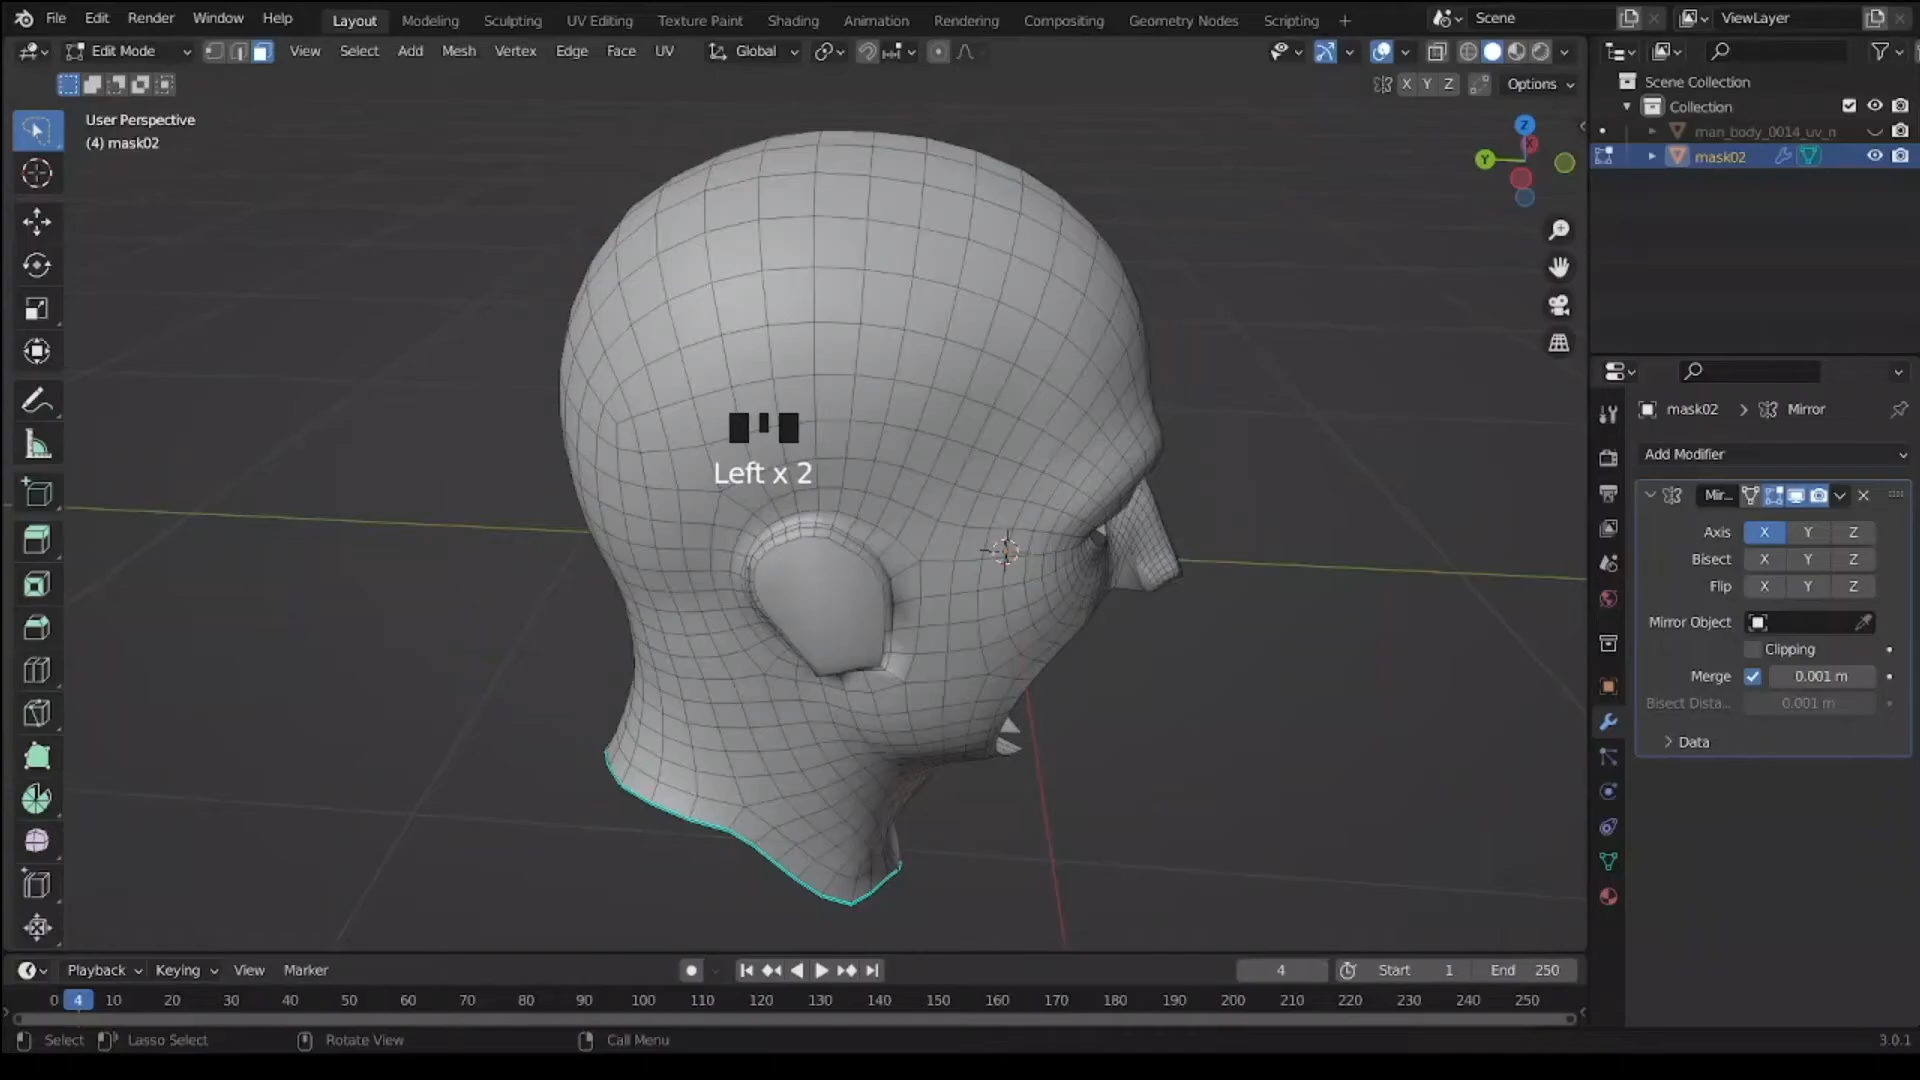 File Edit Render Window Help Layout Modeling Sculpting UV Editing Texture Paint Shading Animation Rendering Compositing Geometry Nodes Scripting + Scene ViewLayer
Edit Mode View Select Add Mesh Vertex Edge Face UV Global
X Y Z Options
User Perspective
(4) mask02
Z
X
Y
Left x 2
Scene Collection
Collection
man_body_0014_uv_n
mask02
mask02 > Mirror
Add Modifier
Mir...
Axis X Y Z
Bisect X Y Z
Flip X Y Z
Mirror Object
Clipping
Merge 0.001 m
Bisect Dista... 0.001 m
Data
Playback Keying View Marker 4 Start 1 End 250
0 4 10 20 30 40 50 60 70 80 90 100 110 120 130 140 150 160 170 180 190 200 210 220 230 240 250
Select Lasso Select Rotate View Call Menu 3.0.1